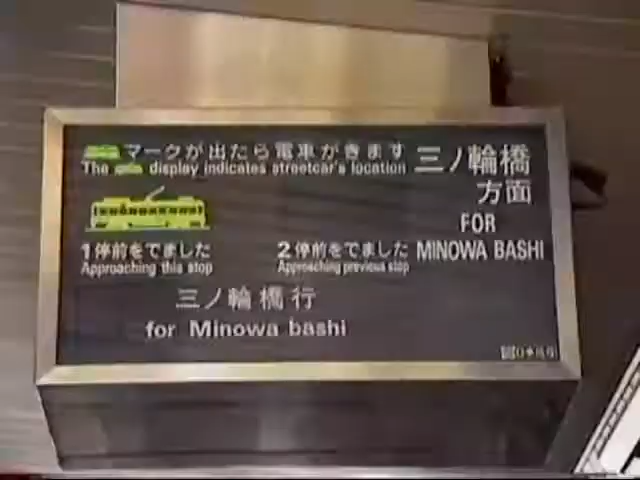 マークが出たら電車がきます
The display indicates streetcar's location
三ノ輪橋
方面
FOR
MINOWA BASHI
1停前をでました
Approaching this stop
2停前をでました
Approaching previous stop
三ノ輪橋行
for Minowa bashi